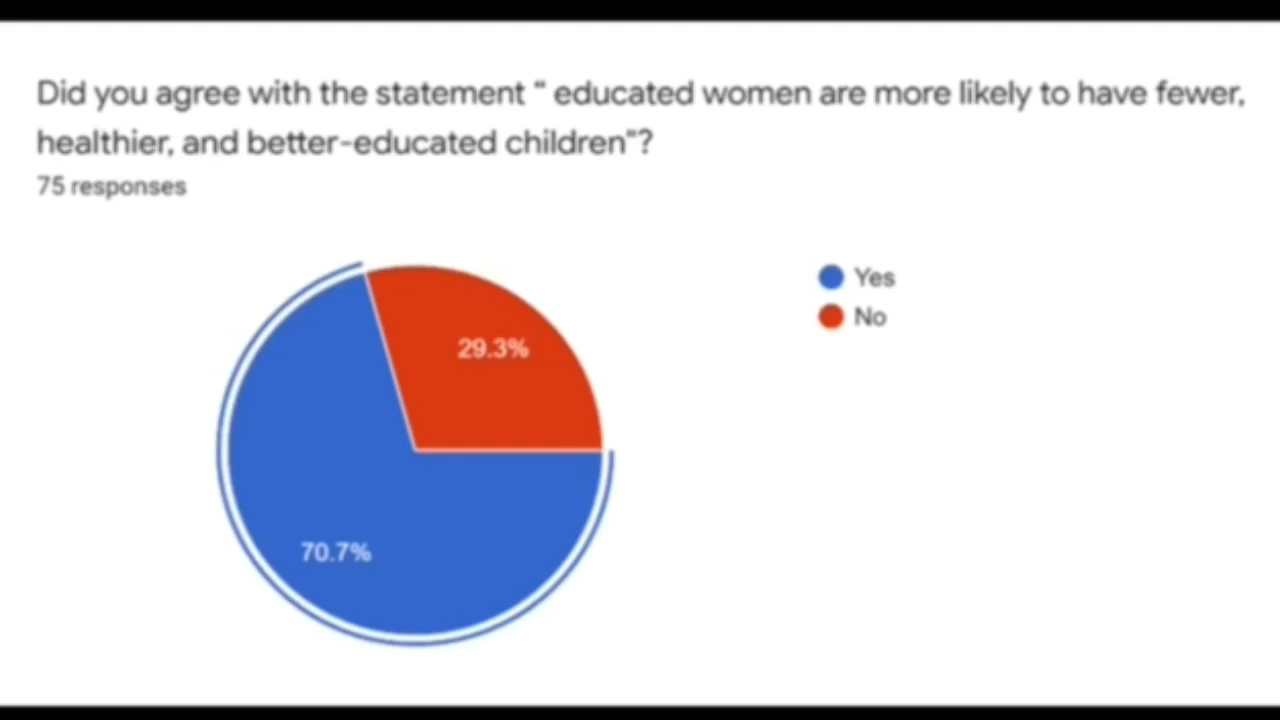 Did you agree with the statement “ educated women are more likely to have fewer,
healthier, and better-educated children"?
75 responses
Yes
No
29.3%
70.7%